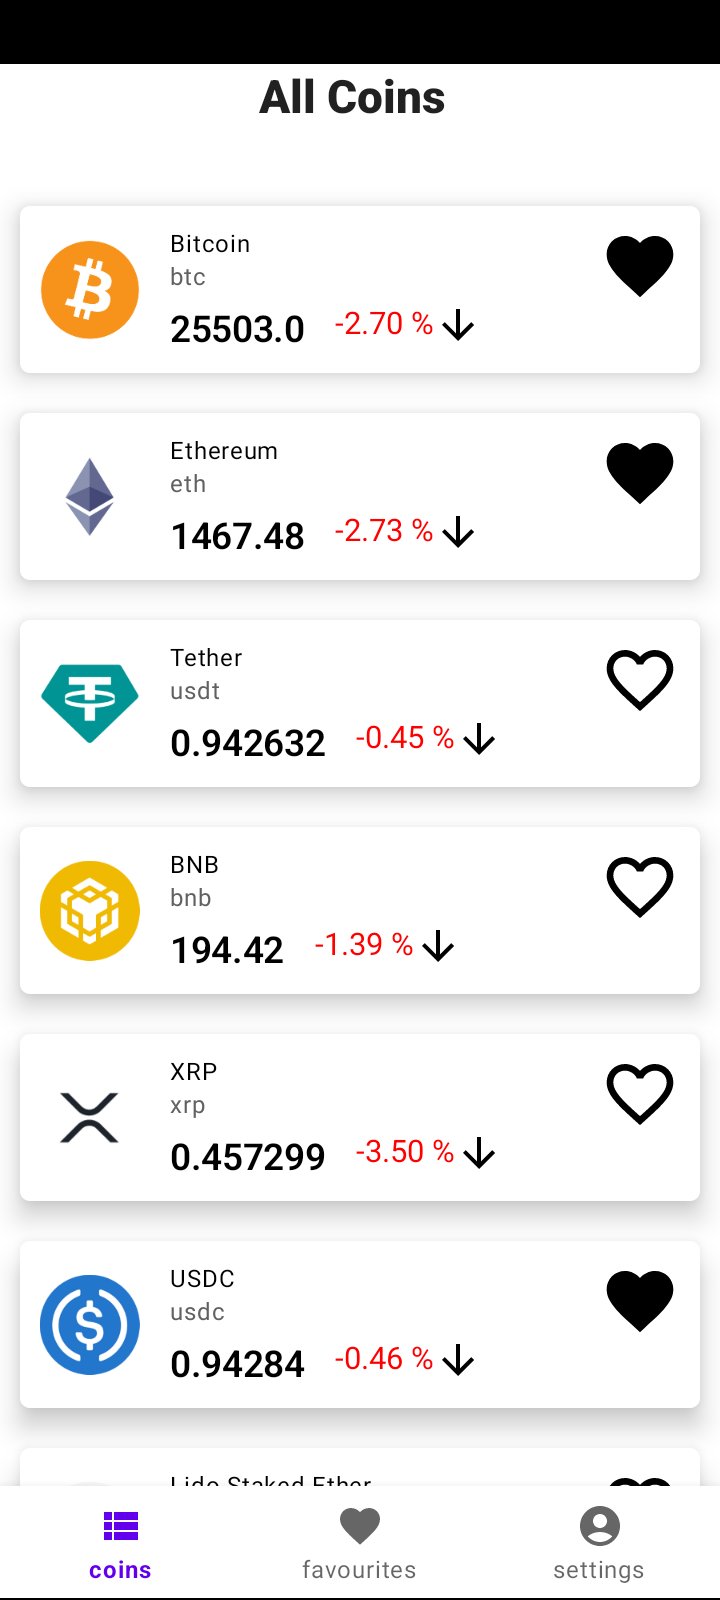 All Coins
Bitcoin
btc
25503.0 -2.70 %
Ethereum
eth
1467.48 -2.73 %
Tether
usdt
0.942632 -0.45 %
BNB
bnb
194.42 -1.39 %
XRP
xrp
0.457299 -3.50 %
USDC
usdc
0.94284 -0.46 %
Lido Staked Ether
coins favourites settings